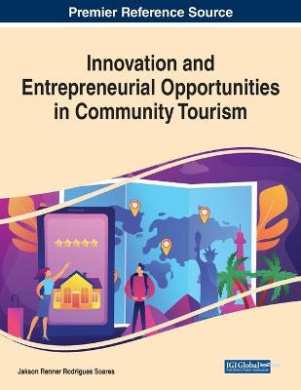 Premier Reference Source
Innovation and
Entrepreneurial Opportunities
in Community Tourism
Jakson Renner Rodrigues Soares
IGI Global